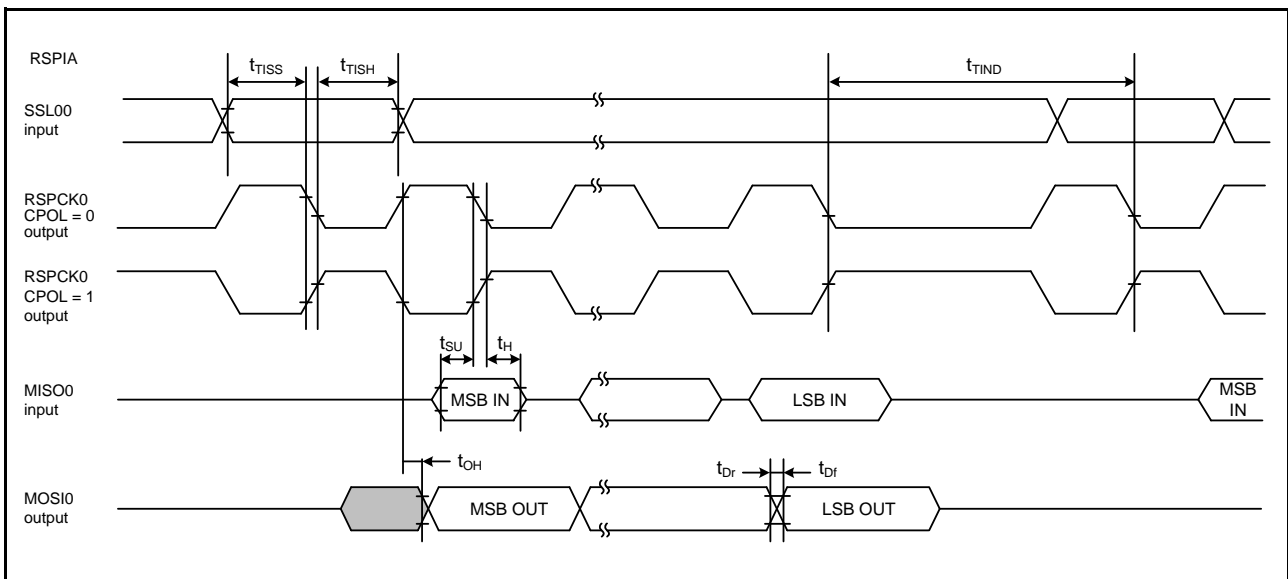 RSPIA
tTISS
tTISH
tTIND
SSL00
input
RSPCK0
CPOL = 0
output
RSPCK0
CPOL = 1
output
tSU
tH
MISO0
input
MSB IN
LSB IN
MSB
IN
tOH
tDr
tDf
MOSI0
output
MSB OUT
LSB OUT